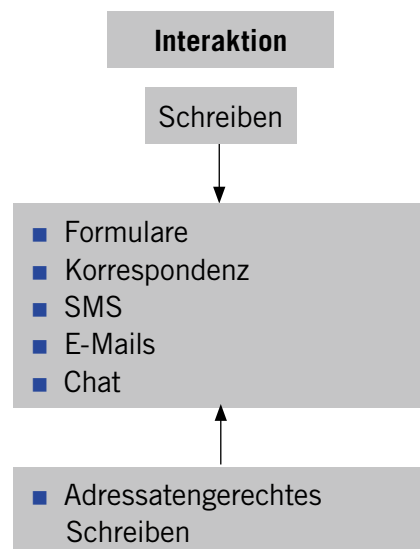 Interaktion
Schreiben
■ Formulare
■ Korrespondenz
■ SMS
■ E-Mails
■ Chat
■ Adressatengerechtes
Schreiben